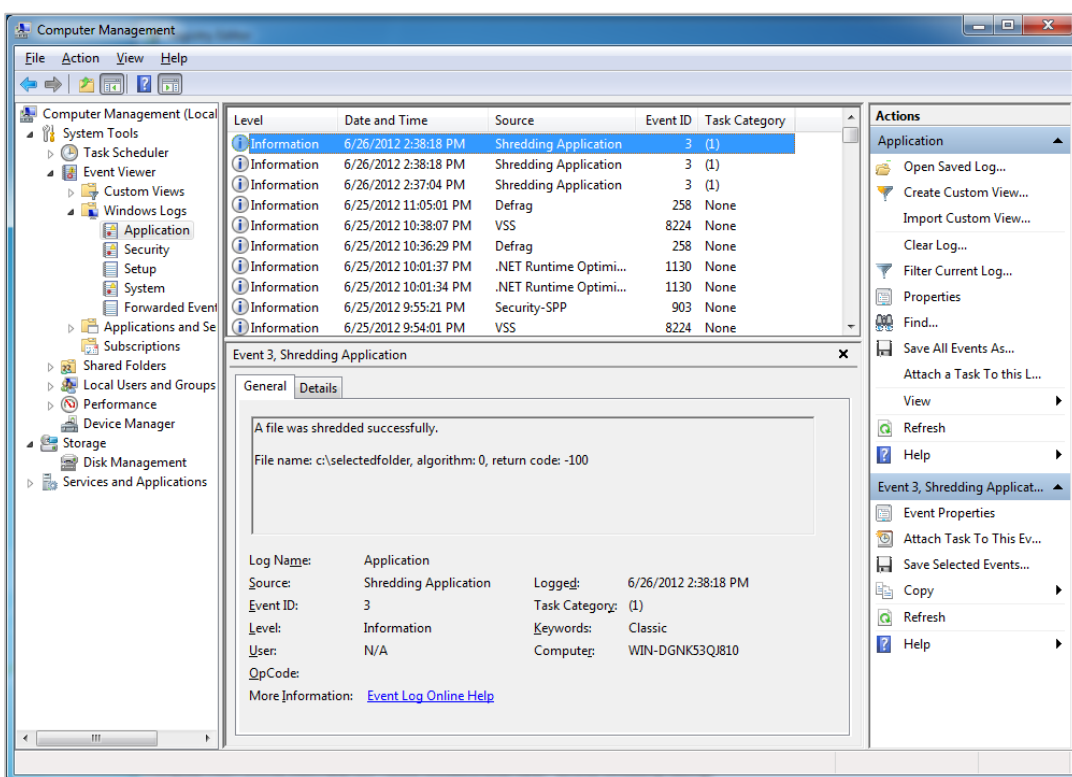 Computer Management
File Action View Help
Computer Management (Local
System Tools
Task Scheduler
Event Viewer
Custom Views
Windows Logs
Application
Security
Setup
System
Forwarded Event
Applications and Se
Subscriptions
Shared Folders
Local Users and Groups
Performance
Device Manager
Storage
Disk Management
Services and Applications
Level Date and Time Source Event ID Task Category
Information 6/26/2012 2:38:18 PM Shredding Application 3 (1)
Information 6/26/2012 2:38:18 PM Shredding Application 3 (1)
Information 6/26/2012 2:37:04 PM Shredding Application 3 (1)
Information 6/25/2012 11:05:01 PM Defrag 258 None
Information 6/25/2012 10:38:07 PM VSS 8224 None
Information 6/25/2012 10:36:29 PM Defrag 258 None
Information 6/25/2012 10:01:37 PM .NET Runtime Optimi... 1130 None
Information 6/25/2012 10:01:34 PM .NET Runtime Optimi... 1130 None
Information 6/25/2012 9:55:21 PM Security-SPP 903 None
Information 6/25/2012 9:54:01 PM VSS 8224 None
Event 3, Shredding Application
General Details
A file was shredded successfully.
File name: c:\selectedfolder, algorithm: 0, return code: -100
Log Name: Application
Source: Shredding Application Logged: 6/26/2012 2:38:18 PM
Event ID: 3 Task Category: (1)
Level: Information Keywords: Classic
User: N/A Computer: WIN-DGNK53QJ810
OpCode:
More Information: Event Log Online Help
Actions
Application
Open Saved Log...
Create Custom View...
Import Custom View...
Clear Log...
Filter Current Log...
Properties
Find...
Save All Events As...
Attach a Task To this L...
View
Refresh
Help
Event 3, Shredding Applicat...
Event Properties
Attach Task To This Ev...
Save Selected Events...
Copy
Refresh
Help